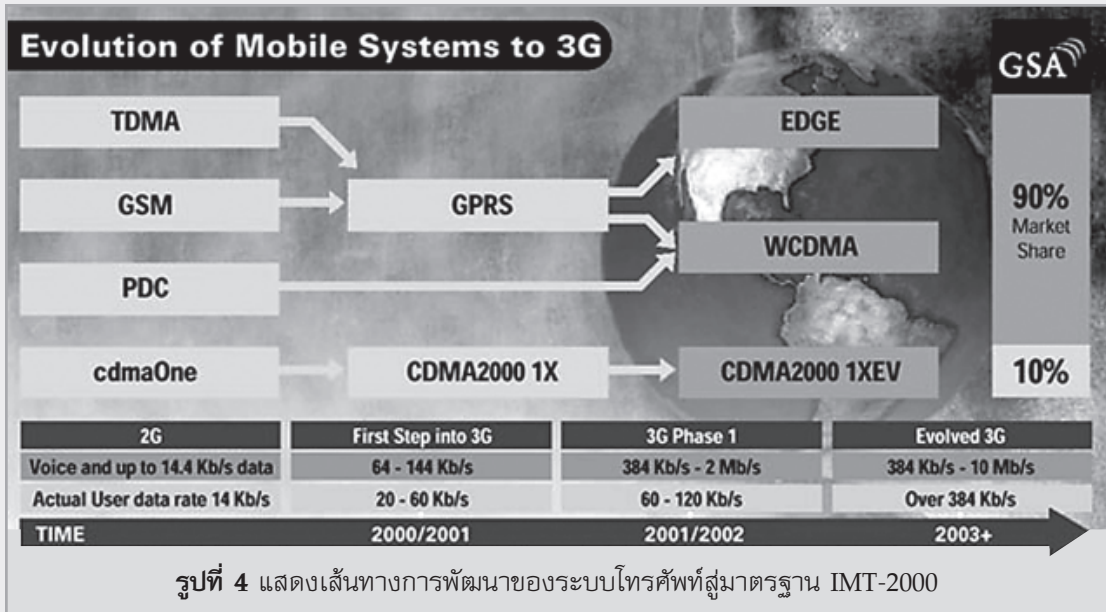 Evolution of Mobile Systems to 3G
GSA
TDMA
EDGE
GSM
GPRS
90%
Market
Share
WCDMA
PDC
cdmaOne
CDMA2000 1X
CDMA2000 1XEV
10%
2G
First Step into 3G
3G Phase 1
Evolved 3G
Voice and up to 14.4 Kb/s data
64 - 144 Kb/s
384 Kb/s - 2 Mb/s
384 Kb/s - 10 Mb/s
Actual User data rate 14 Kb/s
20 - 60 Kb/s
60 - 120 Kb/s
Over 384 Kb/s
TIME
2000/2001
2001/2002
2003+
รูปที่ 4 แสดงเส้นทางการพัฒนาของระบบโทรศัพท์สู่มาตรฐาน IMT-2000